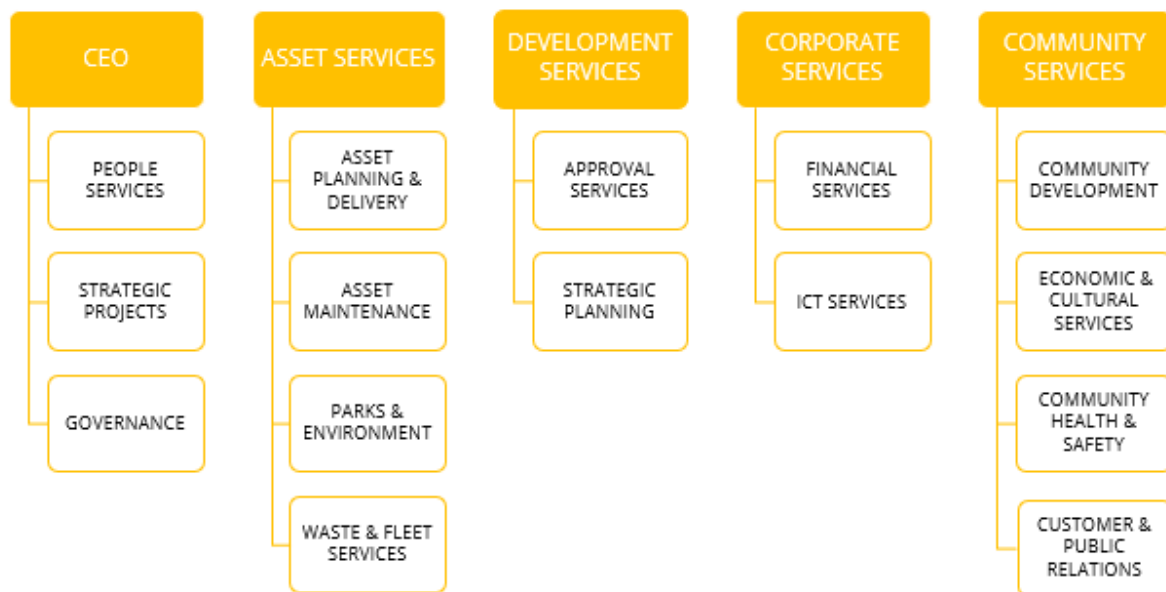 CEO
PEOPLE
SERVICES
STRATEGIC
PROJECTS
GOVERNANCE
ASSET SERVICES
ASSET
PLANNING &
DELIVERY
ASSET
MAINTENANCE
PARKS &
ENVIRONMENT
WASTE & FLEET
SERVICES
DEVELOPMENT
SERVICES
APPROVAL
SERVICES
STRATEGIC
PLANNING
CORPORATE
SERVICES
FINANCIAL
SERVICES
ICT SERVICES
COMMUNITY
SERVICES
COMMUNITY
DEVELOPMENT
ECONOMIC &
CULTURAL
SERVICES
COMMUNITY
HEALTH &
SAFETY
CUSTOMER &
PUBLIC
RELATIONS